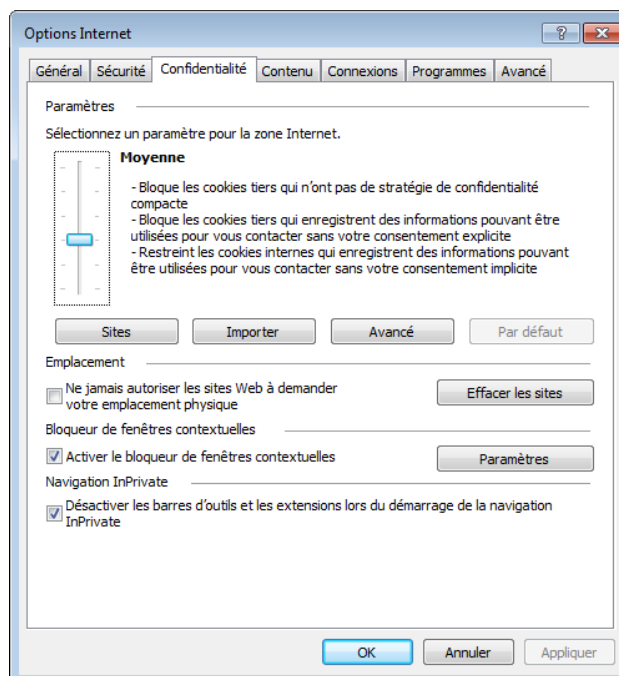 Options Internet
Général Sécurité Confidentialité Contenu Connexions Programmes Avancé
Paramètres
Sélectionnez un paramètre pour la zone Internet.
Moyenne
- Bloque les cookies tiers qui n'ont pas de stratégie de confidentialité
compacte
- Bloque les cookies tiers qui enregistrent des informations pouvant être
utilisées pour vous contacter sans votre consentement explicite
- Restreint les cookies internes qui enregistrent des informations pouvant
être utilisées pour vous contacter sans votre consentement implicite
Sites Importer Avancé Par défaut
Emplacement
Ne jamais autoriser les sites Web à demander
votre emplacement physique
Effacer les sites
Bloqueur de fenêtres contextuelles
Activer le bloqueur de fenêtres contextuelles
Paramètres
Navigation InPrivate
Désactiver les barres d'outils et les extensions lors du démarrage de la navigation
InPrivate
OK Annuler Appliquer